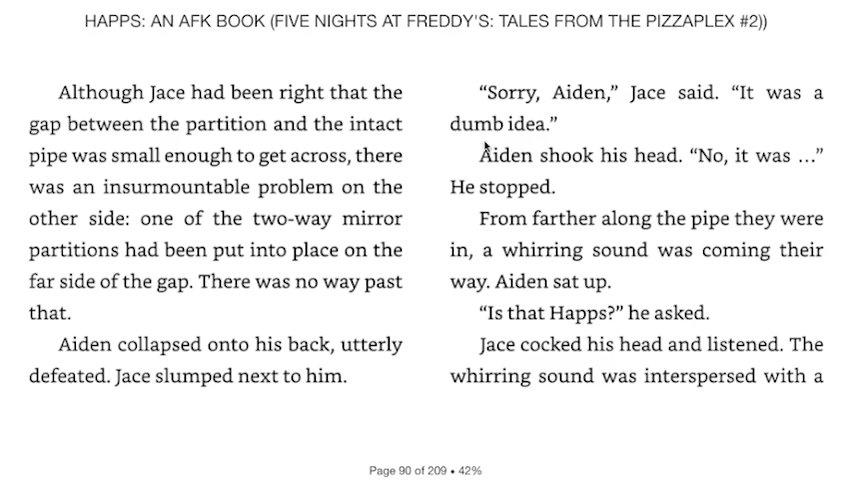 HAPPS: AN AFK BOOK (FIVE NIGHTS AT FREDDY'S: TALES FROM THE PIZZAPLEX #2))
Although Jace had been right that the
gap between the partition and the intact
pipe was small enough to get across, there
was an insurmountable problem on the
other side: one of the two-way mirror
partitions had been put into place on the
far side of the gap. There was no way past
that.
Aiden collapsed onto his back, utterly
defeated. Jace slumped next to him.
“Sorry, Aiden,” Jace said. “It was a
dumb idea.”
Aiden shook his head. “No, it was …”
He stopped.
From farther along the pipe they were
in, a whirring sound was coming their
way. Aiden sat up.
“Is that Happs?” he asked.
Jace cocked his head and listened. The
whirring sound was interspersed with a
Page 90 of 209 • 42%